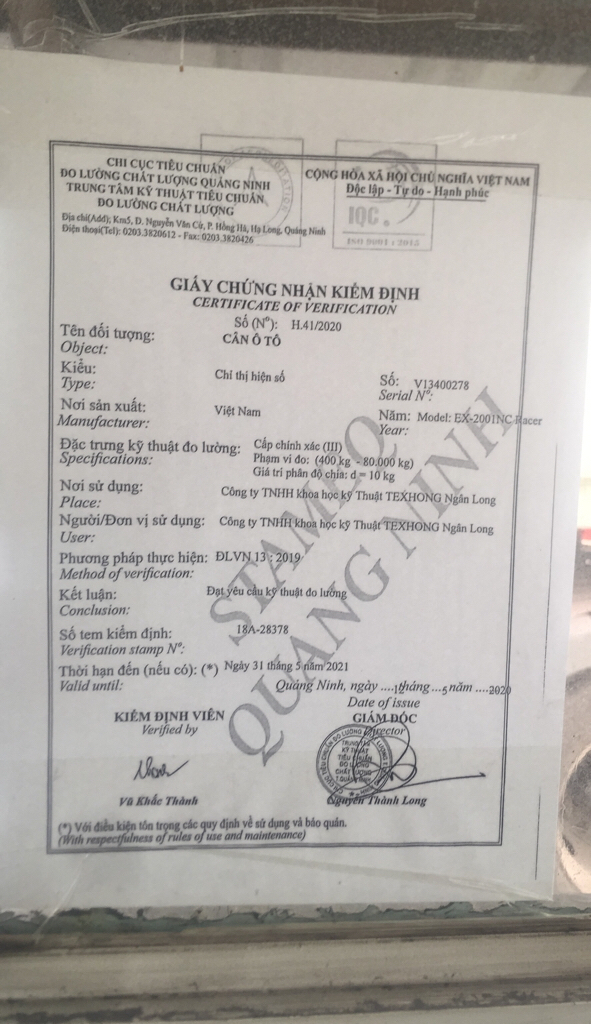 CHI CỤC TIÊU CHUẨN
ĐO LƯỜNG CHẤT LƯỢNG QUẢNG NINH
TRUNG TÂM KỸ THUẬT TIÊU CHUẨN
ĐO LƯỜNG CHẤT LƯỢNG
Địa chỉ(Add); Km5, Đ. Nguyễn Văn Cừ, P. Hồng Hà, Hạ Long, Quảng Ninh
Điện thoại(Tel): 0203.3820612 - Fax: 0203.3820426
CỘNG HÒA XÃ HỘI CHỦ NGHĨA VIỆT NAM
Độc lập - Tự do - Hạnh phúc
IQC.
ISO 9001 : 2015
GIẤY CHỨNG NHẬN KIỂM ĐỊNH
CERTIFICATE OF VERIFICATION
Số (Nº): H.41/2020
Tên đối tượng: CÂN Ô TÔ
Object:
Kiểu: Chỉ thị hiện số
Type:
Số: V13400278
Serial Nº:
Nơi sản xuất: Việt Nam
Manufacturer:
Năm: Model: EX-2001NC Racer
Year:
Đặc trưng kỹ thuật đo lường: Cấp chính xác (III)
Specifications: Phạm vi đo: (400 kg - 80.000 kg)
Giá trị phân độ chia: d = 10 kg
Nơi sử dụng: Công ty TNHH khoa học kỹ Thuật TEXHONG Ngân Long
Place:
Người/Đơn vị sử dụng: Công ty TNHH khoa học kỹ Thuật TEXHONG Ngân Long
User:
Phương pháp thực hiện: ĐLVN 13 : 2019
Method of verification:
Kết luận: Đạt yêu cầu kỹ thuật đo lường
Conclusion:
Số tem kiểm định: 18A-28378
Verification stamp Nº:
Thời hạn đến (nếu có): (*) Ngày 31 tháng 5 năm 2021
Valid until:
Quảng Ninh, ngày ....1tháng ...5năm ....2020
Date of issue
KIỂM ĐỊNH VIÊN
Verified by
GIÁM ĐỐC
Director
Vũ Khắc Thành
Nguyễn Thành Long
(*) Với điều kiện tôn trọng các quy định về sử dụng và bảo quản.
(With respectfulness of rules of use and maintenance)
STAMEQ
QUANG NINH